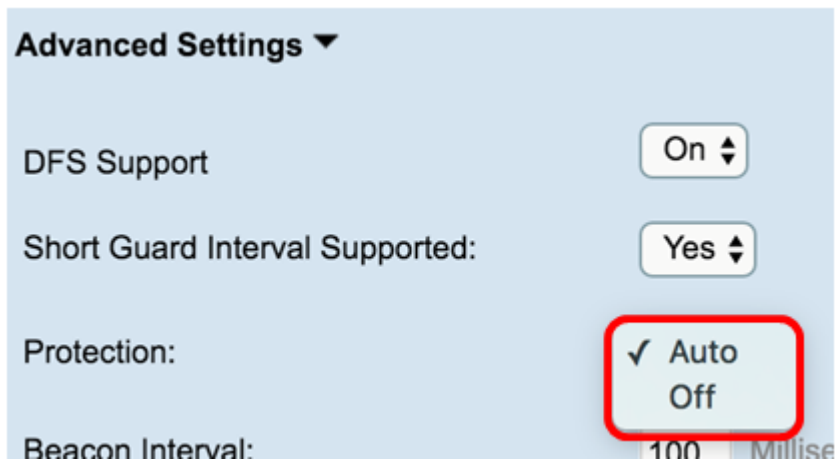 Advanced Settings
DFS Support On
Short Guard Interval Supported: Yes
Protection: Auto
Off
Beacon Interval: 100